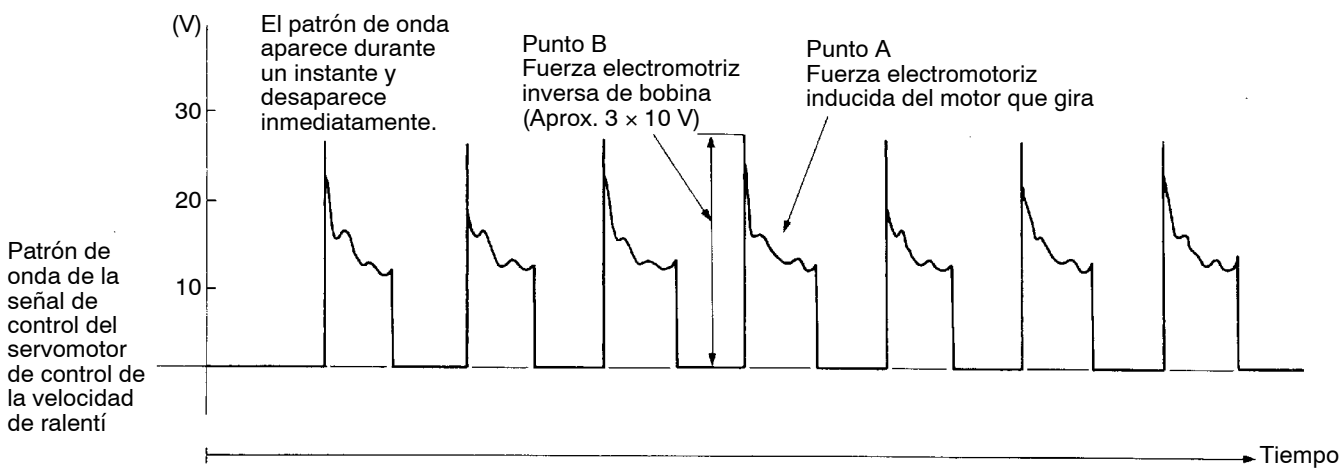 (V)
El patrón de onda
aparece durante
un instante y
desaparece
inmediatamente.
Punto B
Fuerza electromotriz
inversa de bobina
(Aprox. 3 × 10 V)
Punto A
Fuerza electromotoriz
inducida del motor que gira
30
20
10
Patrón de
onda de la
señal de
control del
servomotor
de control de
la velocidad
de ralentí
Tiempo